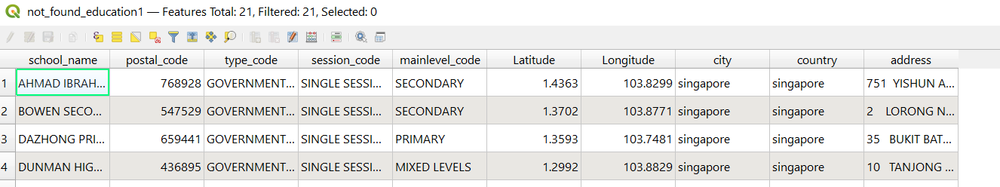 not_found_education1 — Features Total: 21, Filtered: 21, Selected: 0
school_name postal_code type_code session_code mainlevel_code Latitude Longitude city country address
1 AHMAD IBRAH... 768928 GOVERNMENT... SINGLE SESSI... SECONDARY 1.4363 103.8299 singapore singapore 751 YISHUN A...
2 BOWEN SECO... 547529 GOVERNMENT... SINGLE SESSI... SECONDARY 1.3702 103.8771 singapore singapore 2 LORONG N...
3 DAZHONG PRI... 659441 GOVERNMENT... SINGLE SESSI... PRIMARY 1.3593 103.7481 singapore singapore 35 BUKIT BAT...
4 DUNMAN HIG... 436895 GOVERNMENT... SINGLE SESSI... MIXED LEVELS 1.2992 103.8829 singapore singapore 10 TANJONG ...